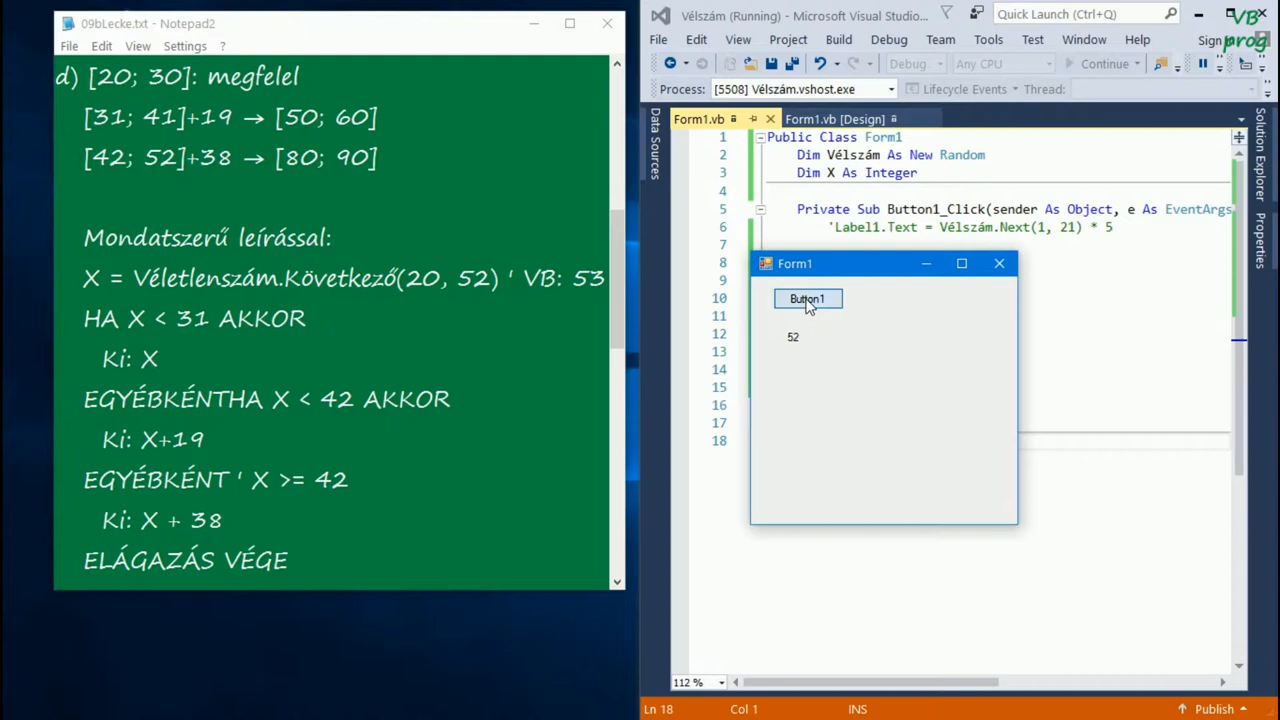 09bLecke.txt - Notepad2
File Edit View Settings ?
d) [20; 30]: megfelel
[31; 41]+19 → [50; 60]
[42; 52]+38 → [80; 90]
Mondatszerű leírással:
X = Véletlenszám.Következő(20, 52) ' VB: 53
HA X < 31 AKKOR
Ki: X
EGYÉBKÉNTHA X < 42 AKKOR
Ki: X+19
EGYÉBKÉNT ' X >= 42
Ki: X + 38
ELÁGAZÁS VÉGE
Vélszám (Running) - Microsoft Visual Studio...
Quick Launch (Ctrl+Q)
VB
prog
File Edit View Project Build Debug Team Tools Test Window Help Sign
Debug Any CPU Continue
Process: [5508] Vélszám.vshost.exe Lifecycle Events Thread:
Data Sources
Form1.vb Form1.vb [Design]
1 Public Class Form1
2 Dim Vélszám As New Random
3 Dim X As Integer
4
5 Private Sub Button1_Click(sender As Object, e As EventArgs
6 'Label1.Text = Vélszám.Next(1, 21) * 5
7
8
9
10
11
12
13
14
15
16
17
18
Form1
Button1
52
Solution Explorer
Properties
112 %
Ln 18 Col 1 INS Publish